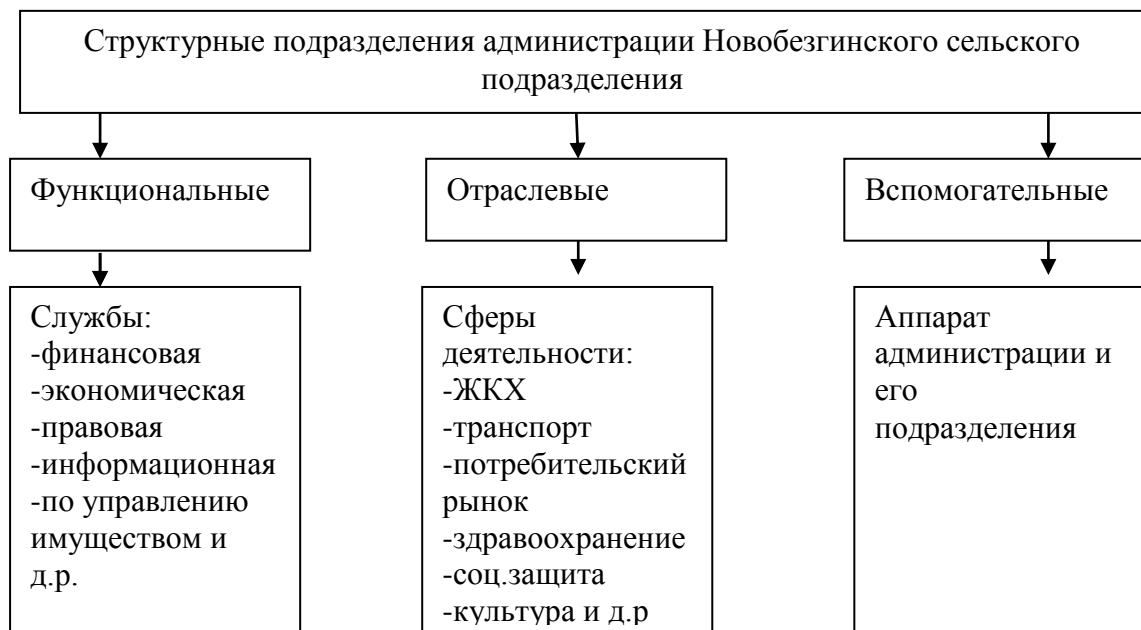 Структурные подразделения администрации Новобезгинского сельского
подразделения
Функциональные
Отраслевые
Вспомогательные
Службы:
-финансовая
-экономическая
-правовая
-информационная
-по управлению
имуществом и
д.р.
Сферы
деятельности:
-ЖКХ
-транспорт
-потребительский
рынок
-здравоохранение
-соц.защита
-культура и д.р
Аппарат
администрации и
его
подразделения